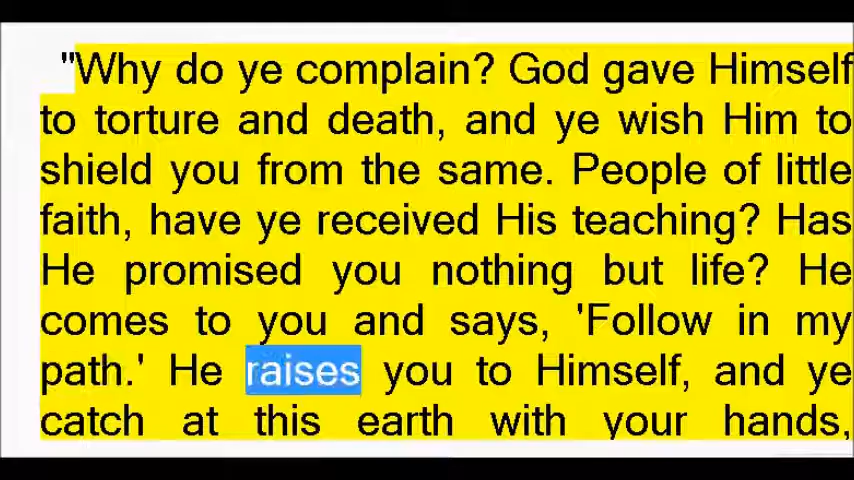 "Why do ye complain? God gave Himself
to torture and death, and ye wish Him to
shield you from the same. People of little
faith, have ye received His teaching? Has
He promised you nothing but life? He
comes to you and says, 'Follow in my
path.' He raises you to Himself, and ye
catch at this earth with your hands,